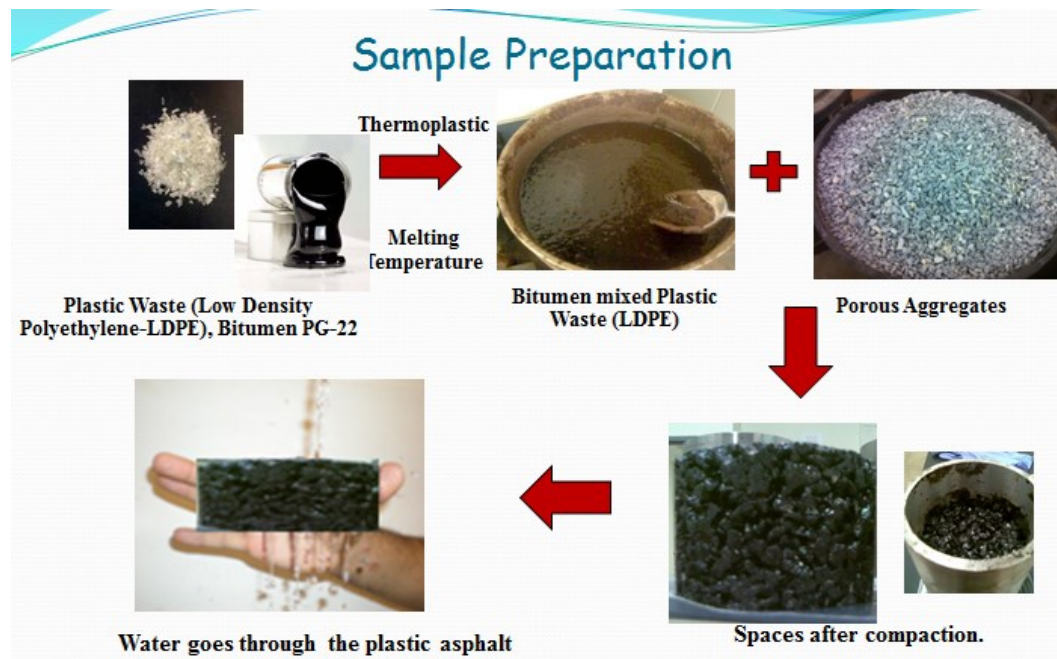 Sample Preparation
Thermoplastic
Melting
Temperature
Plastic Waste (Low Density
Polyethylene-LDPE), Bitumen PG-22
Bitumen mixed Plastic
Waste (LDPE)
Porous Aggregates
Spaces after compaction.
Water goes through the plastic asphalt